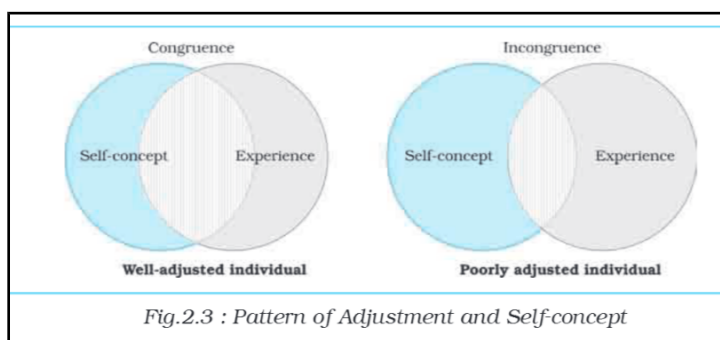 Congruence
Incongruence
Self-concept
Experience
Self-concept
Experience
Well-adjusted individual
Poorly adjusted individual
Fig.2.3 : Pattern of Adjustment and Self-concept